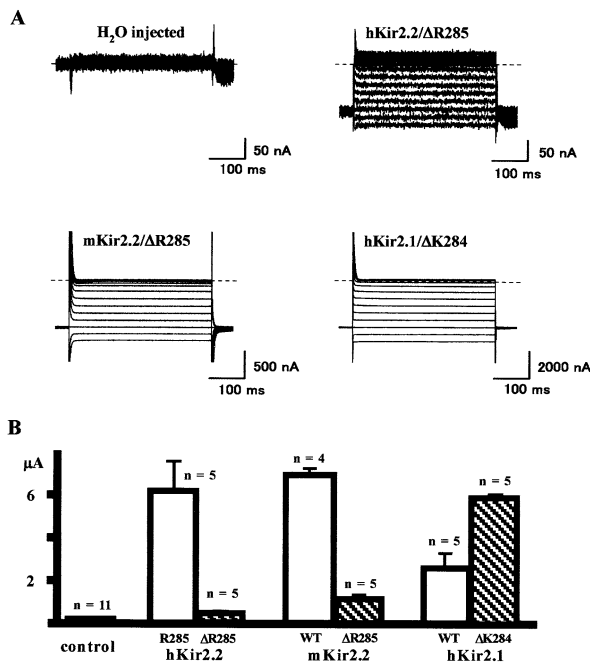 A
H₂O injected
hKir2.2/ΔR285
50 nA
100 ms
50 nA
100 ms
mKir2.2/ΔR285
hKir2.1/ΔK284
500 nA
100 ms
2000 nA
100 ms
B
μA
6
2
n = 11
n = 5
n = 5
n = 4
n = 5
n = 5
n = 5
control
R285 ΔR285 WT ΔR285 WT ΔK284
hKir2.2 mKir2.2 hKir2.1